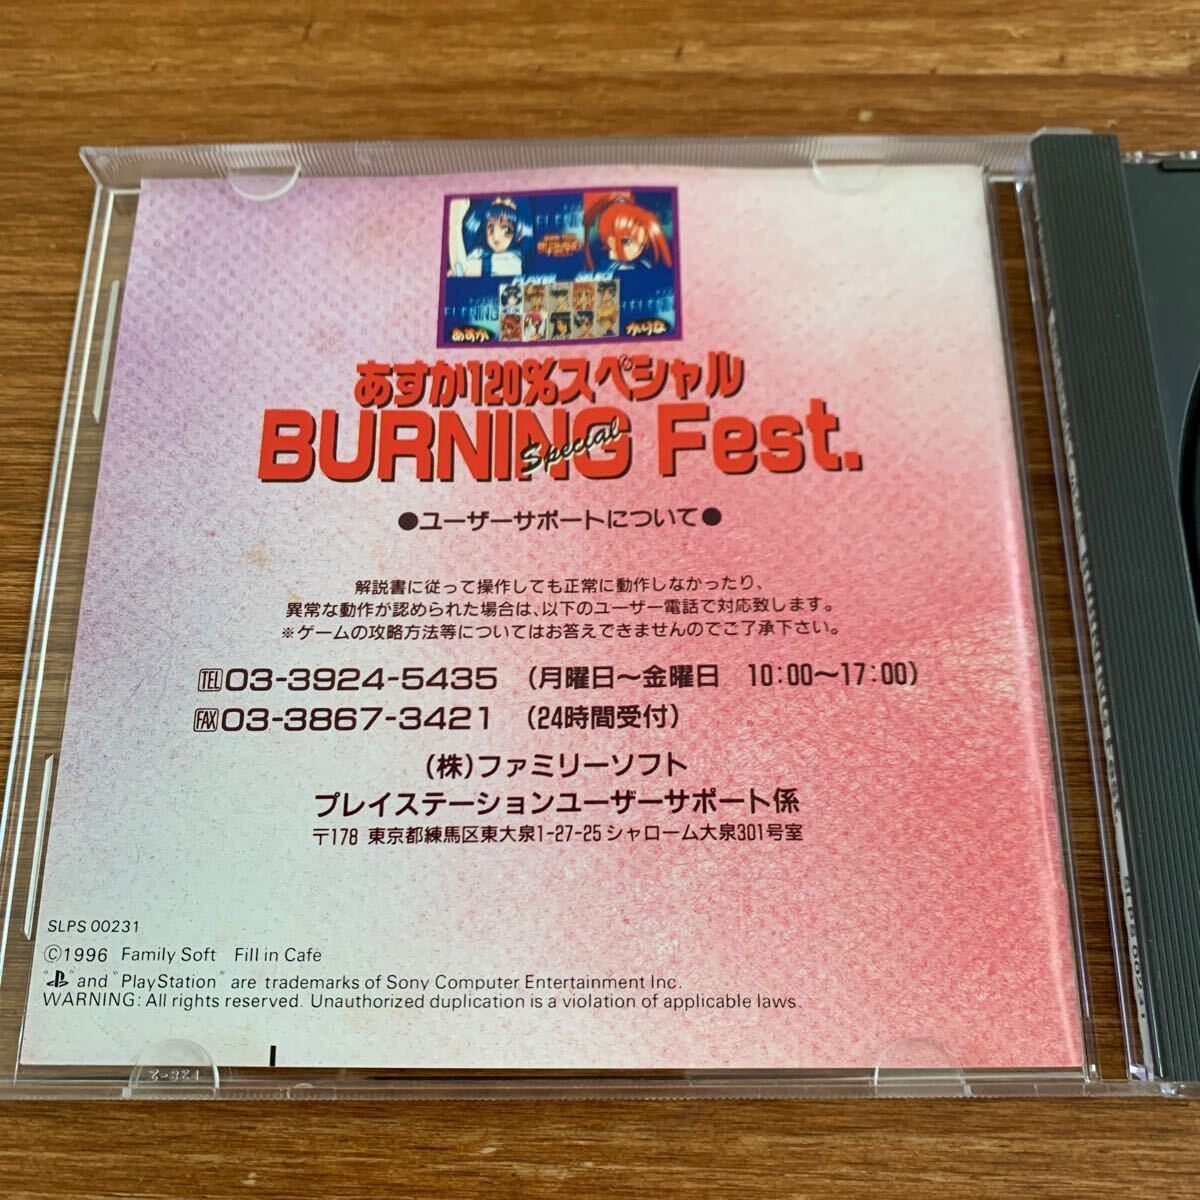 PLAYER SELECT
あすか
かりな
あすか120%スペシャル
BURNING Fest.
Special
●ユーザーサポートについて●
解説書に従って操作しても正常に動作しなかったり、
異常な動作が認められた場合は、以下のユーザー電話で対応致します。
※ゲームの攻略方法等についてはお答えできませんのでご了承下さい。
TEL 03-3924-5435 (月曜日〜金曜日 10:00〜17:00)
FAX 03-3867-3421 (24時間受付)
(株)ファミリーソフト
プレイステーションユーザーサポート係
〒178 東京都練馬区東大泉1-27-25 シャローム大泉301号室
SLPS 00231
©1996 Family Soft Fill in Cafe
"PS" and "PlayStation" are trademarks of Sony Computer Entertainment Inc.
WARNING: All rights reserved. Unauthorized duplication is a violation of applicable laws.